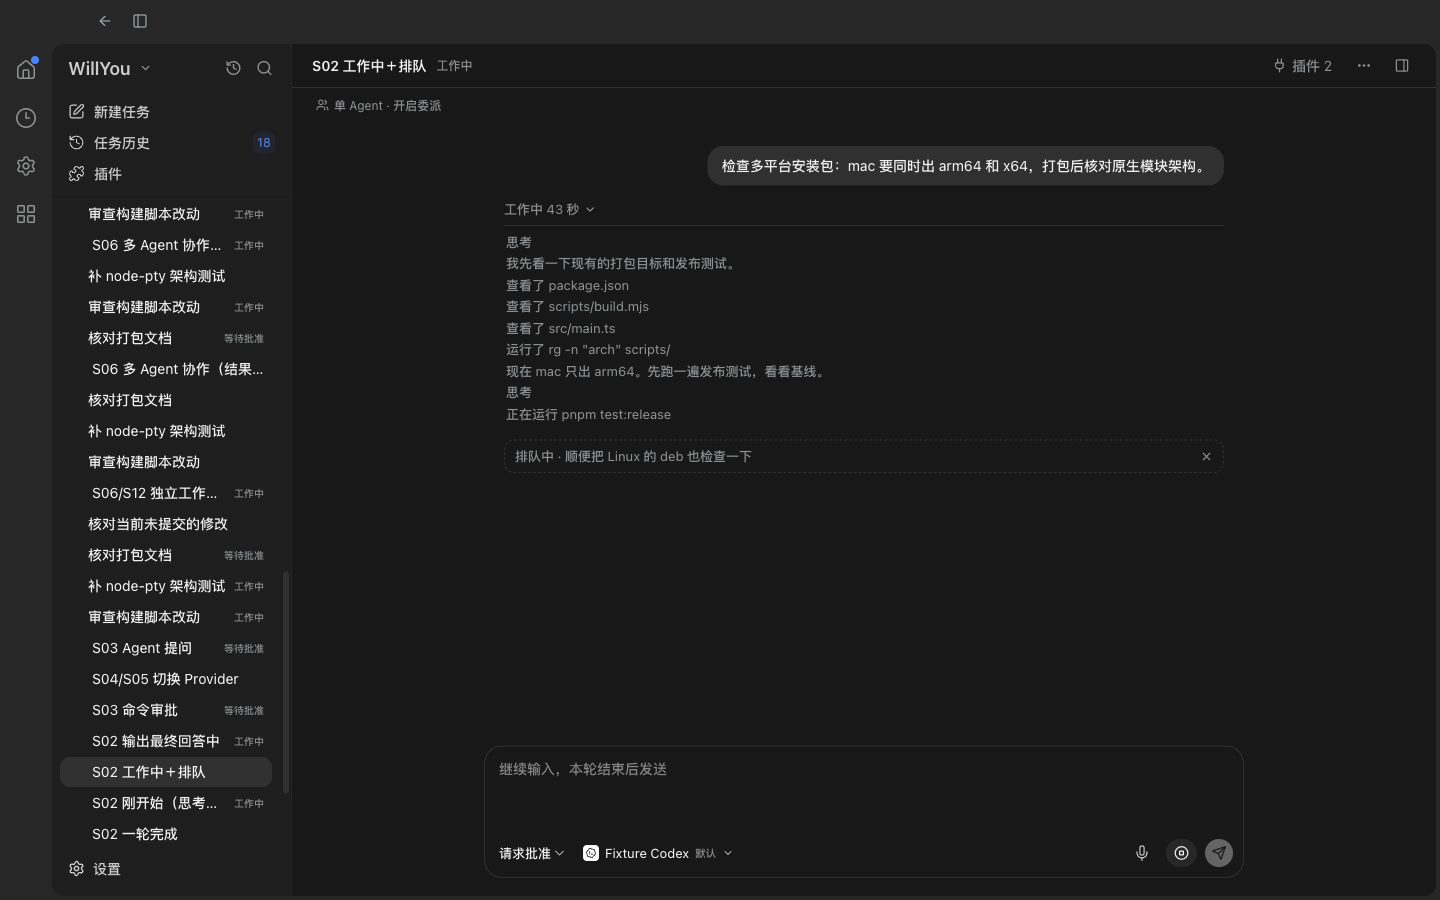 WillYou
新建任务
任务历史 18
插件
审查构建脚本改动 工作中
S06 多 Agent 协作... 工作中
补 node-pty 架构测试
审查构建脚本改动 工作中
核对打包文档 等待批准
S06 多 Agent 协作（结果...
核对打包文档
补 node-pty 架构测试
审查构建脚本改动
S06/S12 独立工作... 工作中
核对当前未提交的修改
核对打包文档 等待批准
补 node-pty 架构测试 工作中
审查构建脚本改动 工作中
S03 Agent 提问 等待批准
S04/S05 切换 Provider
S03 命令审批 等待批准
S02 输出最终回答中 工作中
S02 工作中＋排队
S02 刚开始（思考... 工作中
S02 一轮完成
设置
S02 工作中＋排队 工作中
插件 2
单 Agent · 开启委派
检查多平台安装包：mac 要同时出 arm64 和 x64，打包后核对原生模块架构。
工作中 43 秒
思考
我先看一下现有的打包目标和发布测试。
查看了 package.json
查看了 scripts/build.mjs
查看了 src/main.ts
运行了 rg -n "arch" scripts/
现在 mac 只出 arm64。先跑一遍发布测试，看看基线。
思考
正在运行 pnpm test:release
排队中 · 顺便把 Linux 的 deb 也检查一下
继续输入，本轮结束后发送
请求批准 Fixture Codex 默认